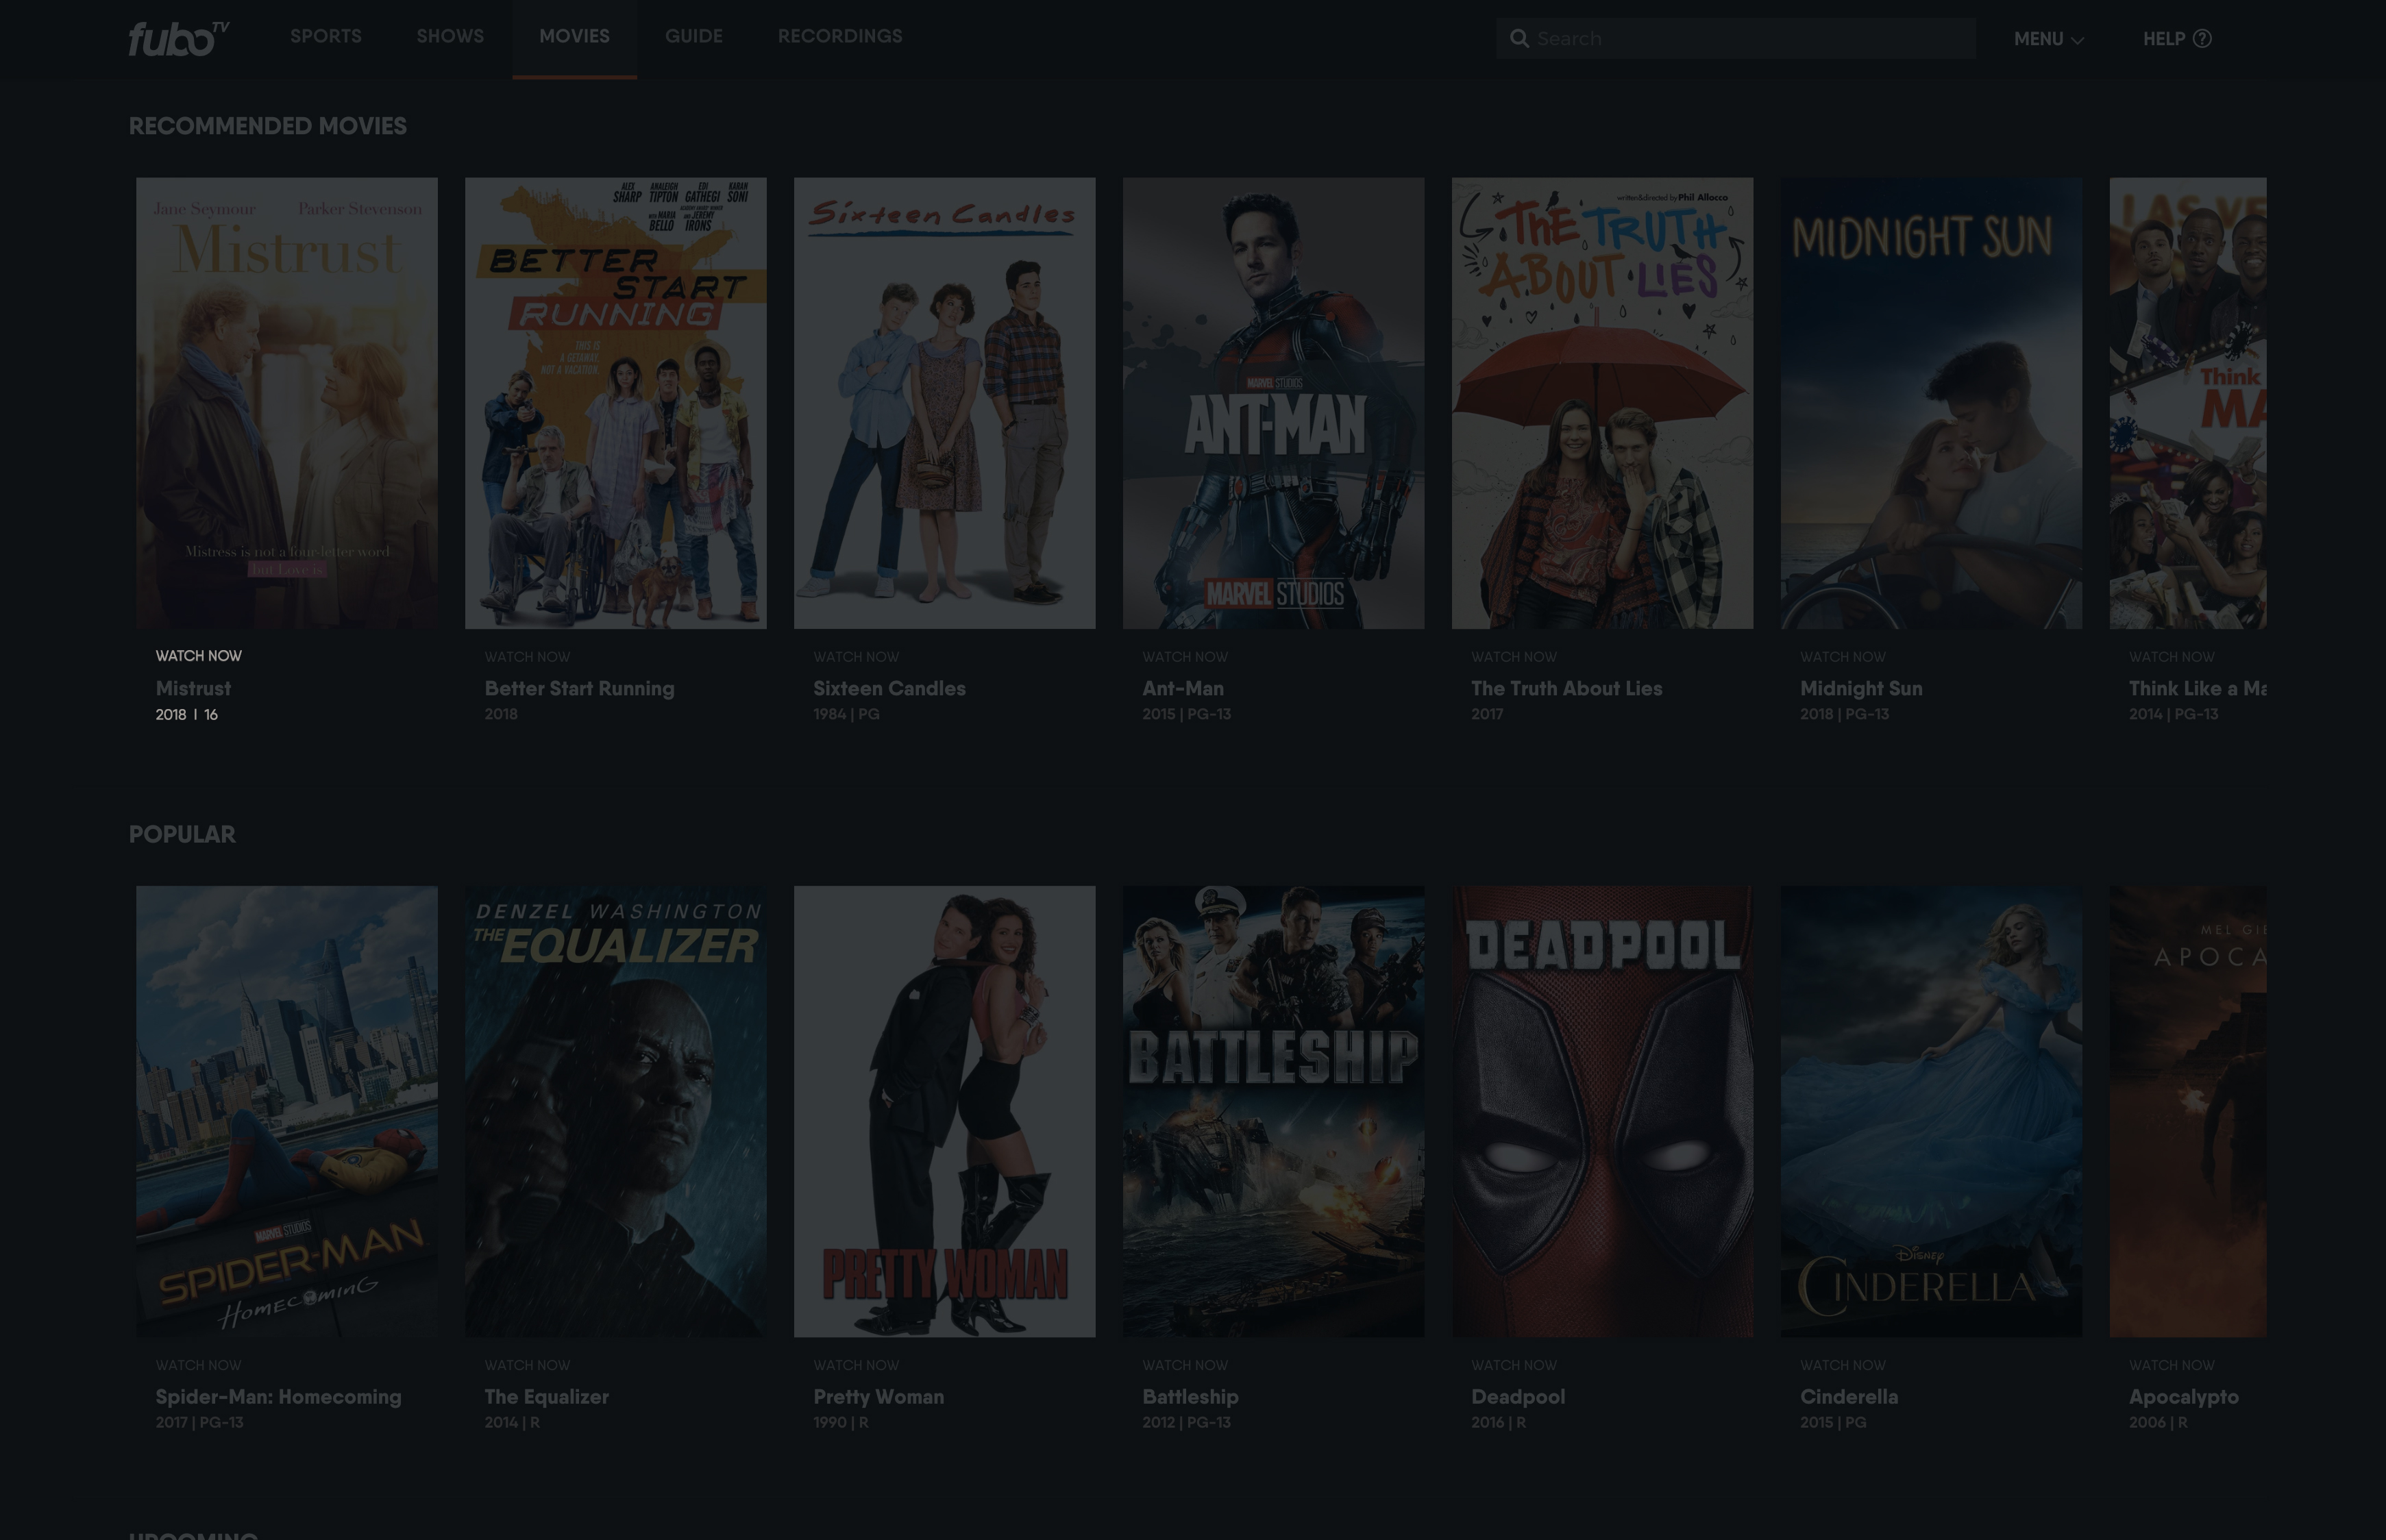 fubo TV
SPORTS
SHOWS
MOVIES
GUIDE
RECORDINGS
Search
MENU
HELP
RECOMMENDED MOVIES
Jane Seymour Parker Stevenson
Mistrust
Mistress is not a four-letter word
but Love is
WATCH NOW
Mistrust
2018 | 16
ALEX SHARP ANALEIGH TIPTON EDI GATHEGI KARAN SONI
WITH MARIA BELLO AND JEREMY IRONS
BETTER
START
RUNNING
THIS IS
A GETAWAY,
NOT A VACATION.
WATCH NOW
Better Start Running
2018
Sixteen Candles
WATCH NOW
Sixteen Candles
1984 | PG
MARVEL STUDIOS
ANT-MAN
MARVEL STUDIOS
WATCH NOW
Ant-Man
2015 | PG-13
written & directed by Phil Allocco
THE TRUTH
ABOUT LIES
WATCH NOW
The Truth About Lies
2017
MIDNIGHT SUN
WATCH NOW
Midnight Sun
2018 | PG-13
LAS VE
Think
MA
WATCH NOW
Think Like a Ma
2014 | PG-13
POPULAR
MARVEL STUDIOS
SPIDER-MAN
HOMECOMING
WATCH NOW
Spider-Man: Homecoming
2017 | PG-13
DENZEL WASHINGTON
THE EQUALIZER
WATCH NOW
The Equalizer
2014 | R
PRETTY WOMAN
WATCH NOW
Pretty Woman
1990 | R
BATTLESHIP
WATCH NOW
Battleship
2012 | PG-13
DEADPOOL
WATCH NOW
Deadpool
2016 | R
DISNEY
CINDERELLA
WATCH NOW
Cinderella
2015 | PG
MEL GIB
APOCA
WATCH NOW
Apocalypto
2006 | R
UPCOMING